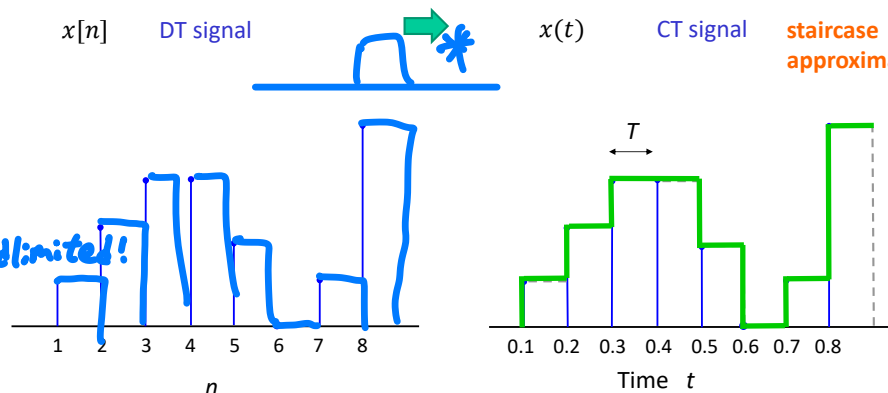 x[n] DT signal
x(t) CT signal staircase
approxim
T
dlimited!
1 2 3 4 5 6 7 8
n
0.1 0.2 0.3 0.4 0.5 0.6 0.7 0.8
Time t